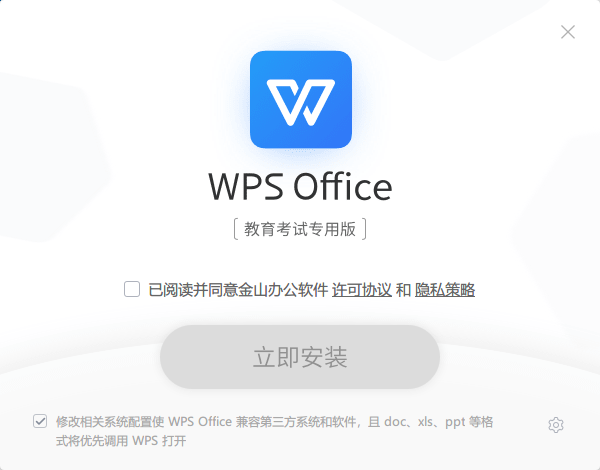 WPS Office
教育考试专用版
已阅读并同意金山办公软件 许可协议 和 隐私策略
立即安装
修改相关系统配置使 WPS Office 兼容第三方系统和软件，且 doc、xls、ppt 等格
式将优先调用 WPS 打开